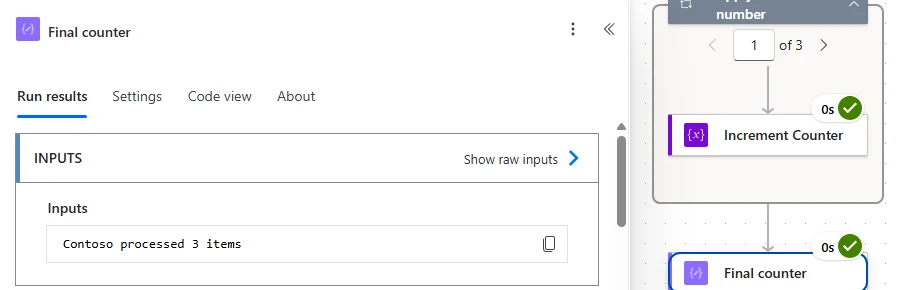 Final counter
Run results Settings Code view About
INPUTS
Show raw inputs
Inputs
Contoso processed 3 items
number
1 of 3
0s
Increment Counter
0s
Final counter